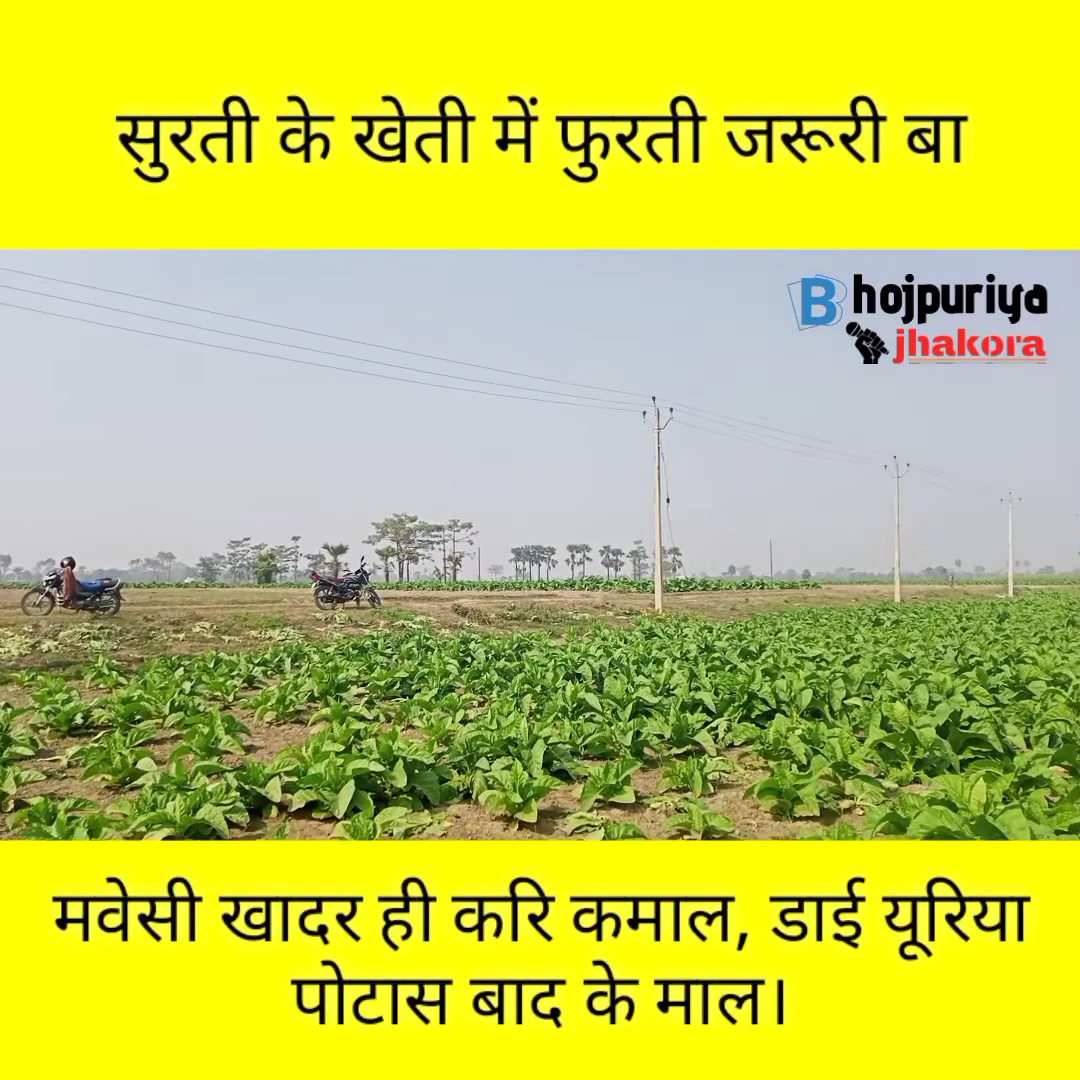 सुरती के खेती में फुरती जरूरी बा
Bhojpuriya
jhakora
मवेसी खादर ही करि कमाल, डाई यूरिया
पोटास बाद के माल।